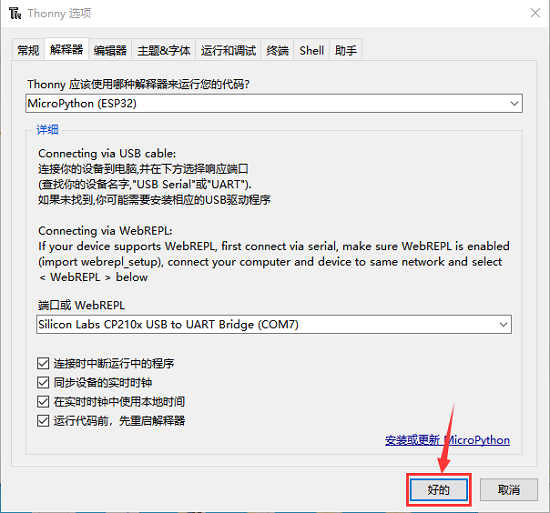 Thonny 选项
常规 解释器 编辑器 主题&字体 运行和调试 终端 Shell 助手
Thonny 应该使用哪种解释器来运行您的代码?
MicroPython (ESP32)
详细
Connecting via USB cable:
连接你的设备到电脑,并在下方选择响应端口
(查找你的设备名字,"USB Serial"或"UART").
如果未找到,你可能需要安装相应的USB驱动程序
Connecting via WebREPL:
If your device supports WebREPL, first connect via serial, make sure WebREPL is enabled
(import webrepl_setup), connect your computer and device to same network and select
< WebREPL > below
端口或 WebREPL
Silicon Labs CP210x USB to UART Bridge (COM7)
连接时中断运行中的程序
同步设备的实时时钟
在实时时钟中使用本地时间
运行代码前，先重启解释器
安装或更新 MicroPython
好的 取消